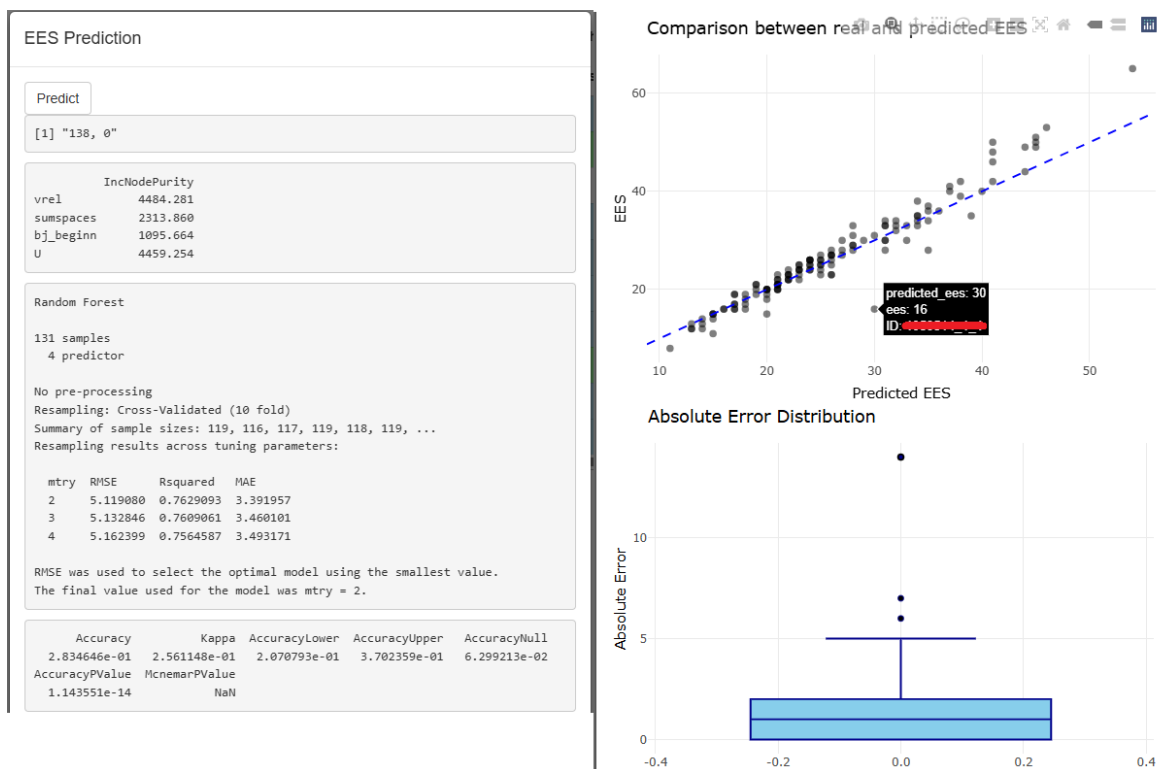 EES Prediction
Predict
[1] "138, 0"
IncNodePurity
vrel 4484.281
sumspaces 2313.860
bj_beginn 1095.664
U 4459.254
Random Forest
131 samples
4 predictor
No pre-processing
Resampling: Cross-Validated (10 fold)
Summary of sample sizes: 119, 116, 117, 119, 118, 119, ...
Resampling results across tuning parameters:
mtry RMSE Rsquared MAE
2 5.119080 0.7629093 3.391957
3 5.132846 0.7609061 3.460101
4 5.162399 0.7564587 3.493171
RMSE was used to select the optimal model using the smallest value.
The final value used for the model was mtry = 2.
Accuracy Kappa AccuracyLower AccuracyUpper AccuracyNull
2.834646e-01 2.561148e-01 2.070793e-01 3.702359e-01 6.299213e-02
AccuracyPValue McnemarPValue
1.143551e-14 NaN
Comparison between real and predicted EES
60
40
20
EES
predicted_ees: 30
ees: 16
ID:
10 20 30 40 50
Predicted EES
Absolute Error Distribution
10
5
0
Absolute Error
-0.4 -0.2 0.0 0.2 0.4